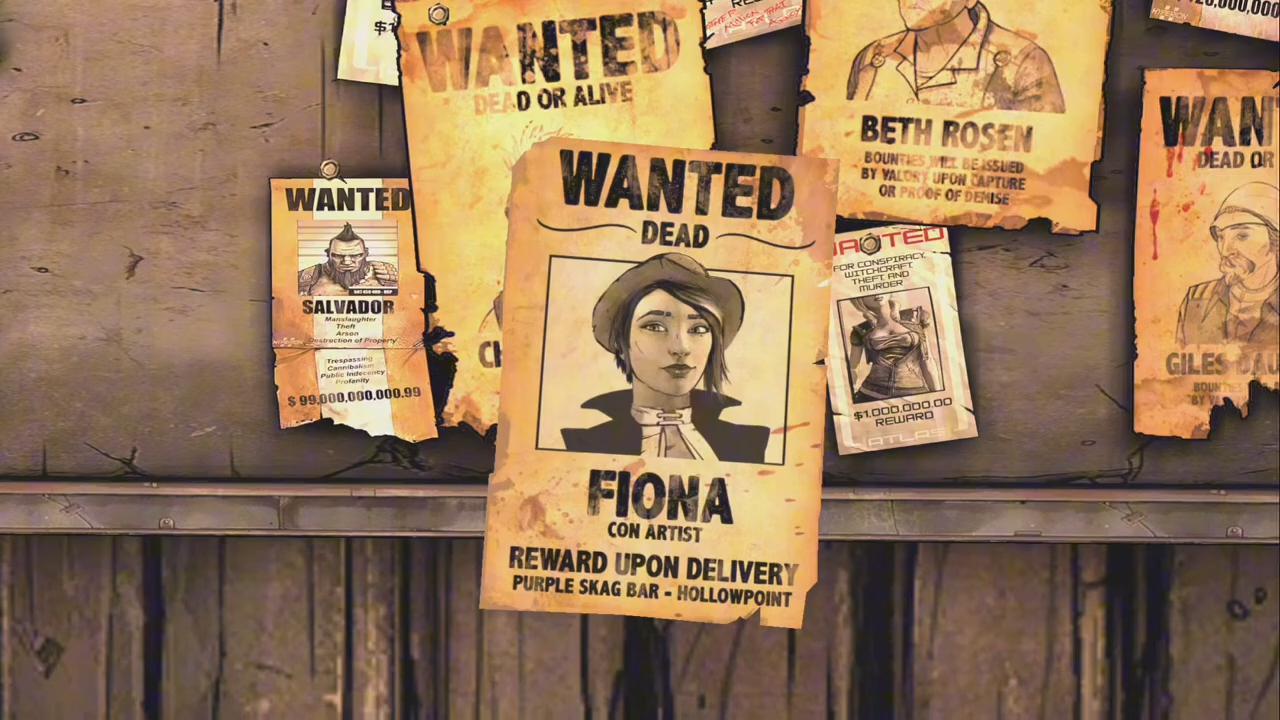 WANTED
DEAD OR ALIVE
BETH ROSEN
BOUNTIES WILL BE ISSUED
BY VALORY UPON CAPTURE
OR PROOF OF DEMISE
WANTED
SALVADOR
Manslaughter
Theft
Arson
Destruction of Property
Trespassing
Cannibalism
Public Indecency
Profanity
$ 99,000,000,000.99
WANTED
DEAD
FIONA
CON ARTIST
REWARD UPON DELIVERY
PURPLE SKAG BAR - HOLLOWPOINT
FOR CONSPIRACY,
WITCHCRAFT,
THEFT AND
MURDER
$1,000,000.00
REWARD
ATLAS
WAN
DEAD OR
GILES